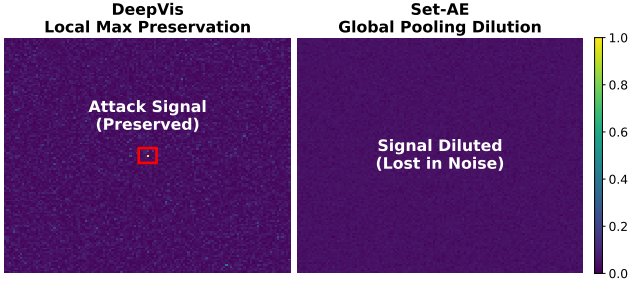 DeepVis
Local Max Preservation
Attack Signal
(Preserved)
Set-AE
Global Pooling Dilution
Signal Diluted
(Lost in Noise)
1.0
0.8
0.6
0.4
0.2
0.0